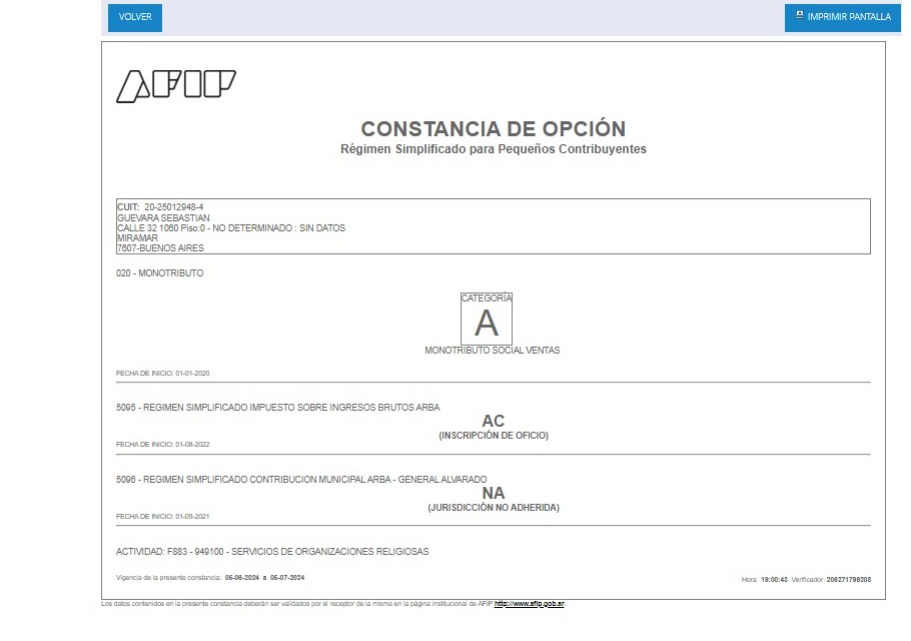 VOLVER
IMPRIMIR PANTALLA
AFIP
CONSTANCIA DE OPCIÓN
Régimen Simplificado para Pequeños Contribuyentes
CUIT: 20-25012948-4
GUEVARA SEBASTIAN
CALLE 32 1060 Piso:0 - NO DETERMINADO : SIN DATOS
MIRAMAR
7607-BUENOS AIRES
020 - MONOTRIBUTO
CATEGORÍA
A
MONOTRIBUTO SOCIAL VENTAS
FECHA DE INICIO: 01-01-2020
5095 - REGIMEN SIMPLIFICADO IMPUESTO SOBRE INGRESOS BRUTOS ARBA
AC
(INSCRIPCIÓN DE OFICIO)
FECHA DE INICIO: 01-08-2022
5096 - REGIMEN SIMPLIFICADO CONTRIBUCION MUNICIPAL ARBA - GENERAL ALVARADO
NA
(JURISDICCIÓN NO ADHERIDA)
FECHA DE INICIO: 01-09-2021
ACTIVIDAD: F883 - 949100 - SERVICIOS DE ORGANIZACIONES RELIGIOSAS
Vigencia de la presente constancia: 05-06-2024 a 05-07-2024
Hora 19:00:43 Verificador 206271798208
Los datos contenidos en la presente constancia deberán ser validados por el receptor de la misma en la página institucional de AFIP http://www.afip.gob.ar.